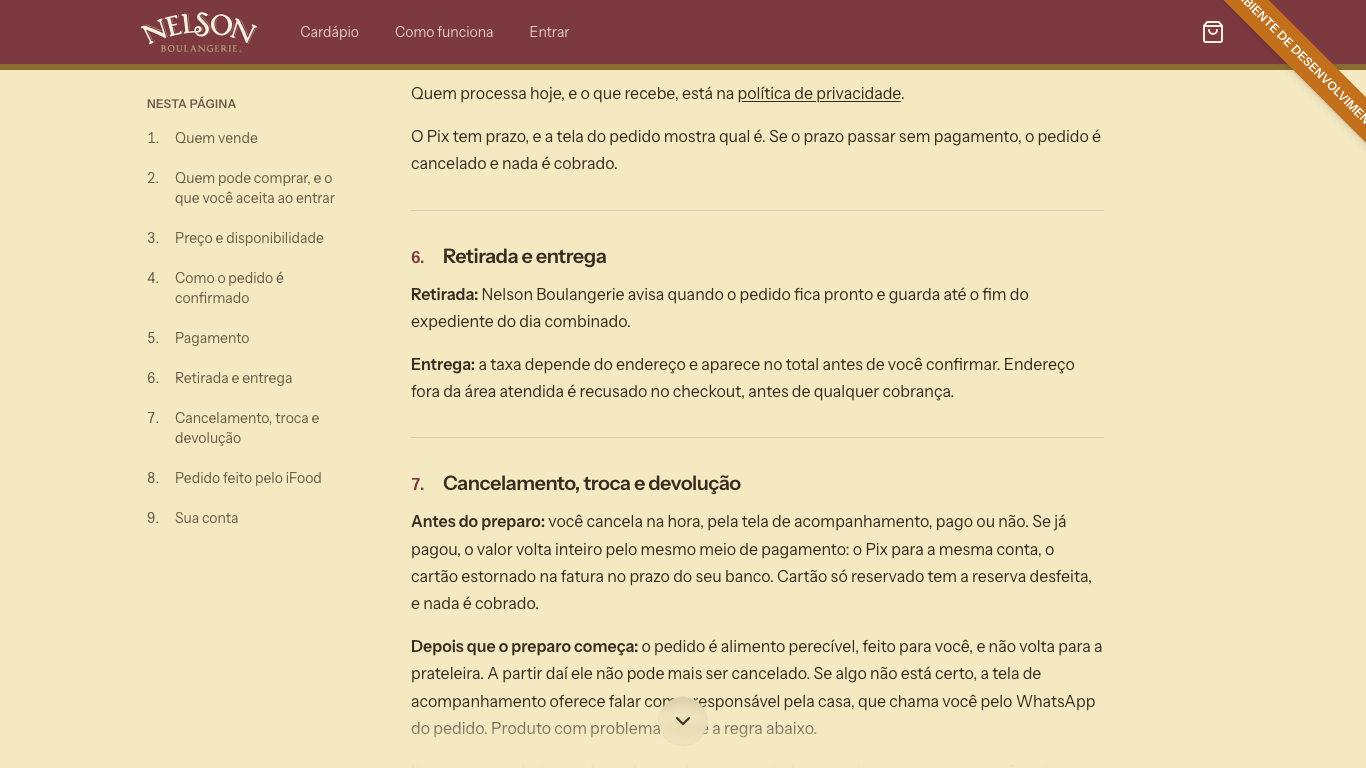 NELSON
BOULANGERIE.
Cardápio
Como funciona
Entrar
BIENTE DE DESENVOLVIMEN
NESTA PÁGINA
1. Quem vende
2. Quem pode comprar, e o
que você aceita ao entrar
3. Preço e disponibilidade
4. Como o pedido é
confirmado
5. Pagamento
6. Retirada e entrega
7. Cancelamento, troca e
devolução
8. Pedido feito pelo iFood
9. Sua conta
Quem processa hoje, e o que recebe, está na política de privacidade.
O Pix tem prazo, e a tela do pedido mostra qual é. Se o prazo passar sem pagamento, o pedido é
cancelado e nada é cobrado.
6. Retirada e entrega
Retirada: Nelson Boulangerie avisa quando o pedido fica pronto e guarda até o fim do
expediente do dia combinado.
Entrega: a taxa depende do endereço e aparece no total antes de você confirmar. Endereço
fora da área atendida é recusado no checkout, antes de qualquer cobrança.
7. Cancelamento, troca e devolução
Antes do preparo: você cancela na hora, pela tela de acompanhamento, pago ou não. Se já
pagou, o valor volta inteiro pelo mesmo meio de pagamento: o Pix para a mesma conta, o
cartão estornado na fatura no prazo do seu banco. Cartão só reservado tem a reserva desfeita,
e nada é cobrado.
Depois que o preparo começa: o pedido é alimento perecível, feito para você, e não volta para a
prateleira. A partir daí ele não pode mais ser cancelado. Se algo não está certo, a tela de
acompanhamento oferece falar com responsável pela casa, que chama você pelo WhatsApp
do pedido. Produto com problema a regra abaixo.